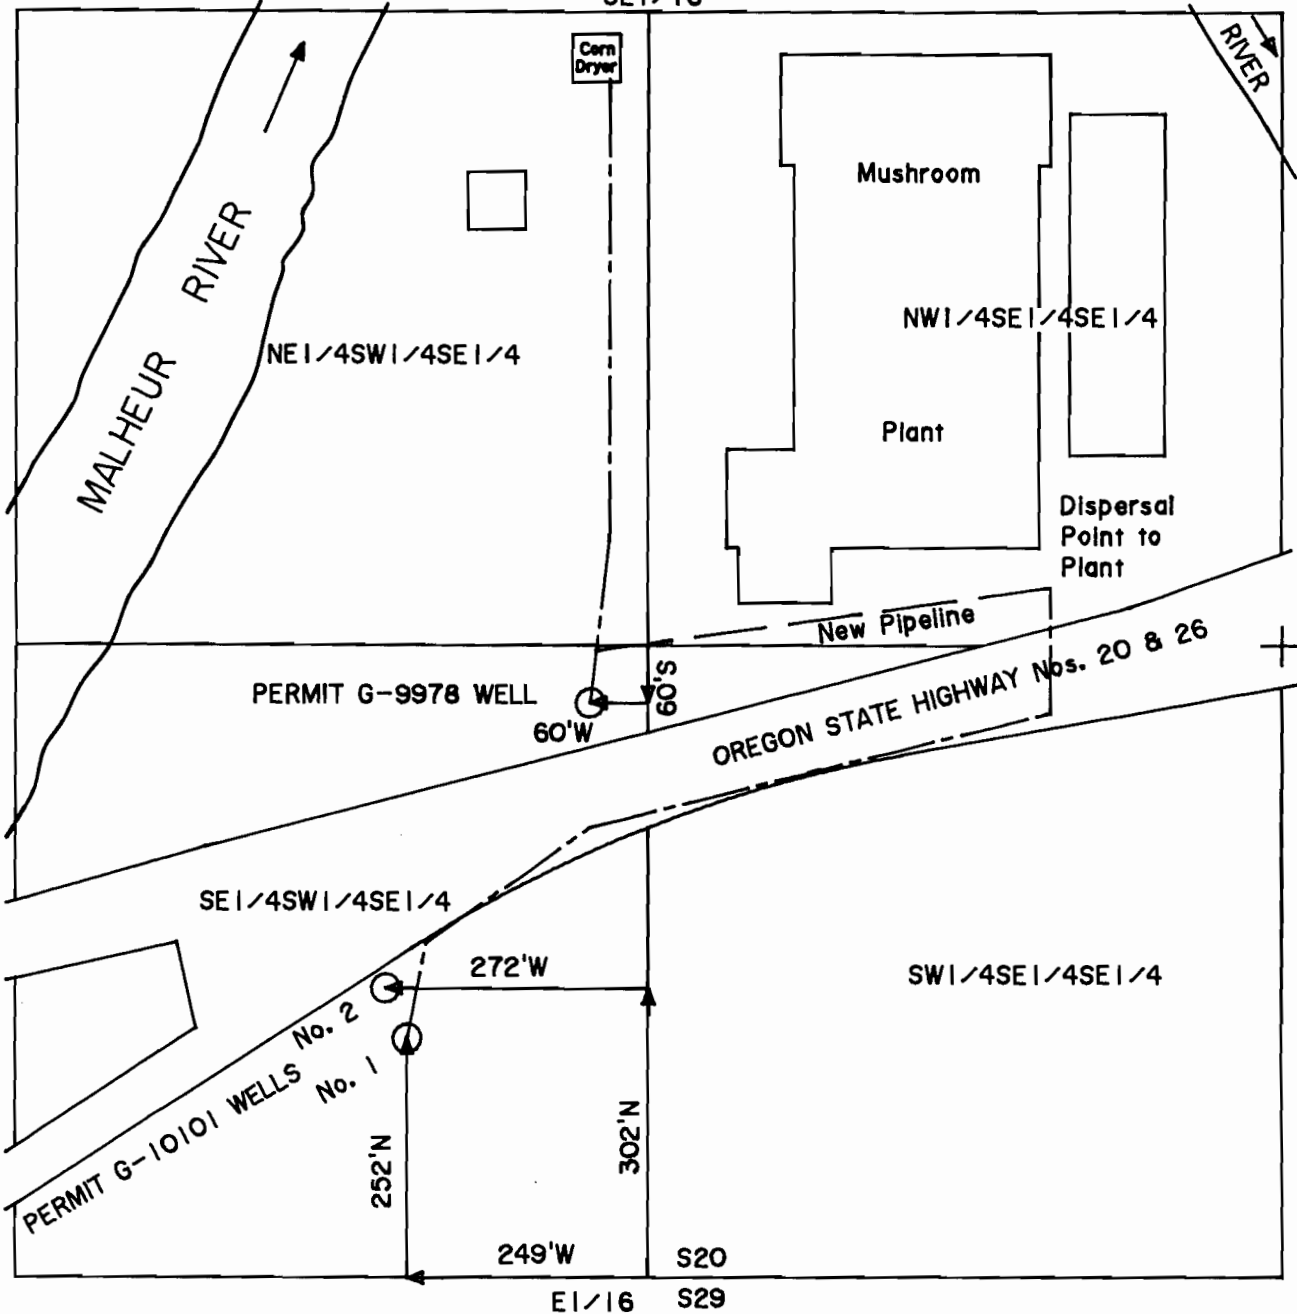 Corn
Dryer
RIVER
Mushroom
MALHEUR RIVER
NW1/4SE1/4SE1/4
NE1/4SW1/4SE1/4
Plant
Dispersal
Point to
Plant
New Pipeline
PERMIT G-9978 WELL
60'S
60'W
OREGON STATE HIGHWAY Nos. 20 & 26
SE1/4SW1/4SE1/4
272'W
SW1/4SE1/4SE1/4
No. 2
No. 1
PERMIT G-10101 WELLS
252'N
302'N
249'W
S20
E1/16
S29